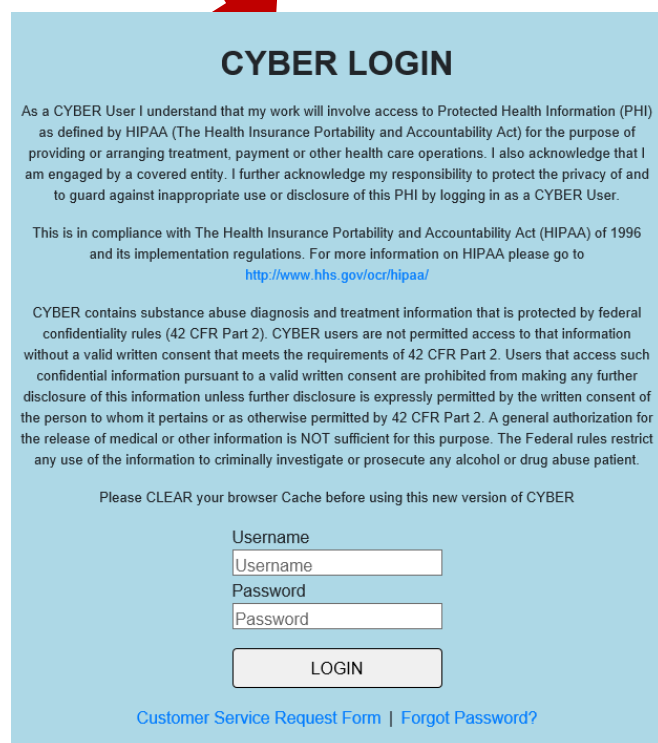 CYBER LOGIN
As a CYBER User I understand that my work will involve access to Protected Health Information (PHI)
as defined by HIPAA (The Health Insurance Portability and Accountability Act) for the purpose of
providing or arranging treatment, payment or other health care operations. I also acknowledge that I
am engaged by a covered entity. I further acknowledge my responsibility to protect the privacy of and
to guard against inappropriate use or disclosure of this PHI by logging in as a CYBER User.
This is in compliance with The Health Insurance Portability and Accountability Act (HIPAA) of 1996
and its implementation regulations. For more information on HIPAA please go to
http://www.hhs.gov/ocr/hipaa/
CYBER contains substance abuse diagnosis and treatment information that is protected by federal
confidentiality rules (42 CFR Part 2). CYBER users are not permitted access to that information
without a valid written consent that meets the requirements of 42 CFR Part 2. Users that access such
confidential information pursuant to a valid written consent are prohibited from making any further
disclosure of this information unless further disclosure is expressly permitted by the written consent of
the person to whom it pertains or as otherwise permitted by 42 CFR Part 2. A general authorization for
the release of medical or other information is NOT sufficient for this purpose. The Federal rules restrict
any use of the information to criminally investigate or prosecute any alcohol or drug abuse patient.
Please CLEAR your browser Cache before using this new version of CYBER
Username
Username
Password
Password
LOGIN
Customer Service Request Form | Forgot Password?